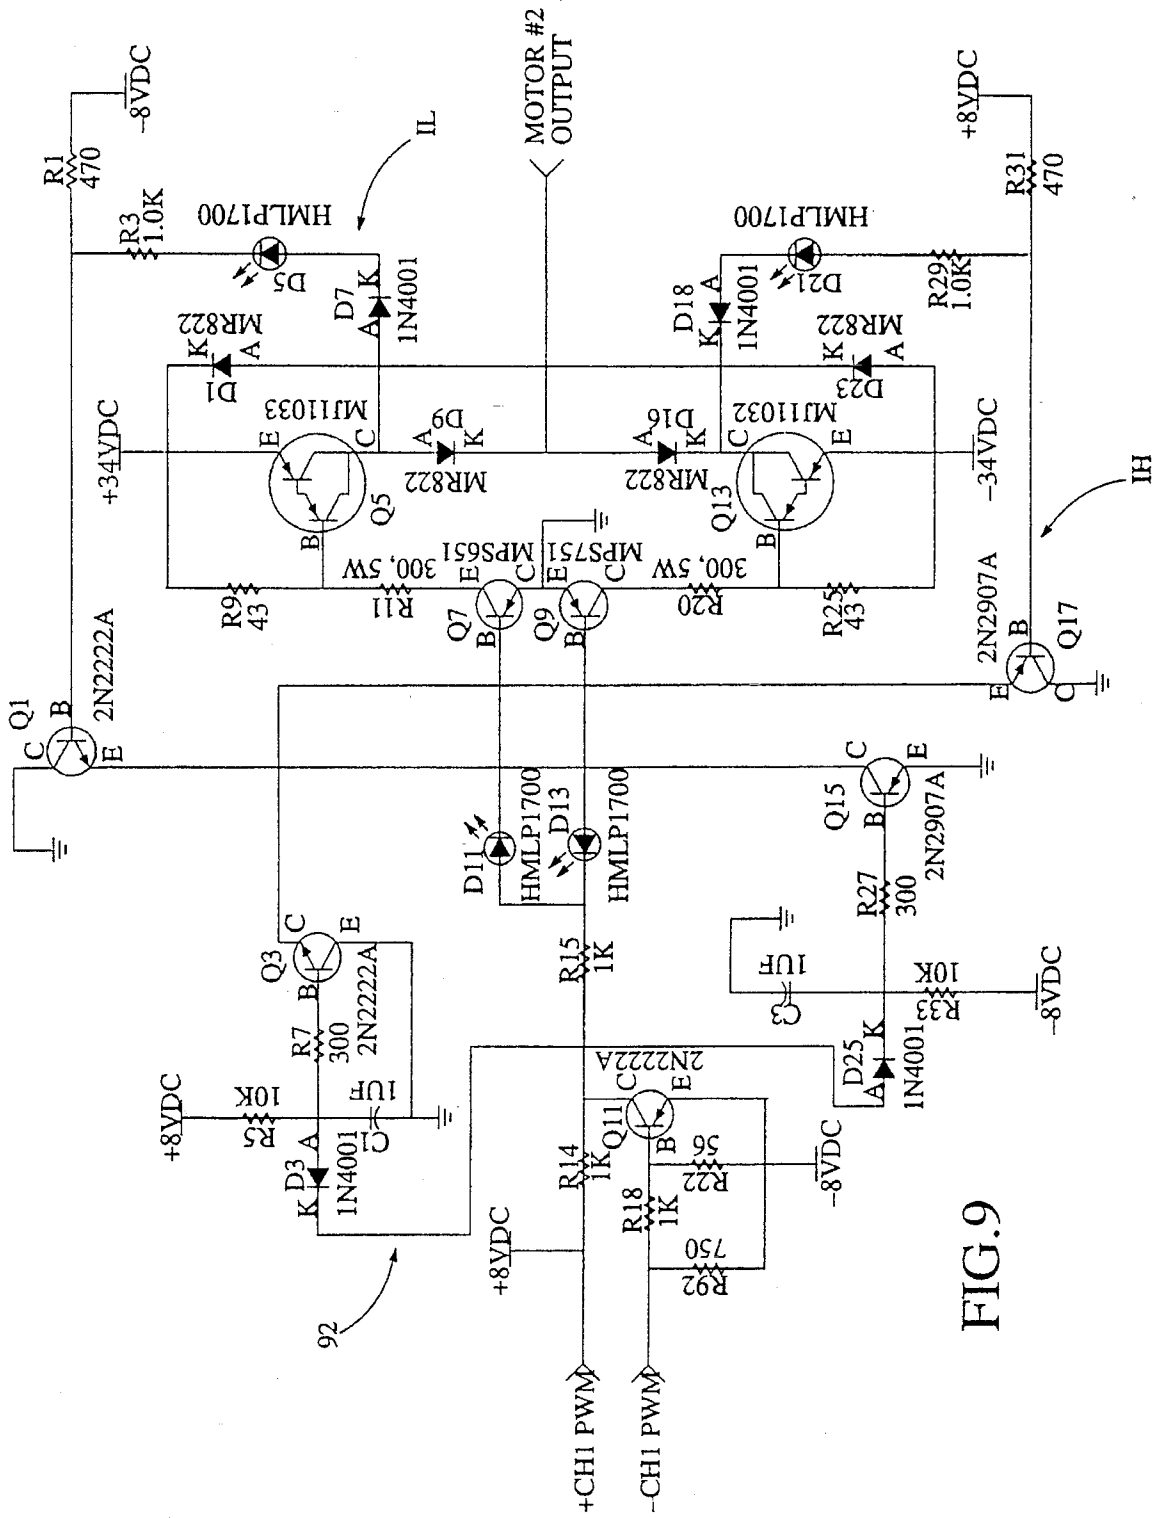 Q1
C
B
E
2N2222A
R1
470
–8VDC
R3
1.0K
HMLP1700
D5
IL
K
D7
A
1N4001
MR822
K
A
D1
+34VDC
MJ11033
E
C
B
Q5
A
D9
K
MR822
R9
43
300, 5W
R11
MOTOR #2
OUTPUT
MPS651
E
C
Q7
B
MPS751
E
C
Q9
B
300, 5W
R20
R25
43
A
D16
K
MR822
Q13
C
B
E
MJ11032
–34VDC
D18
A
K
1N4001
HMLP1700
D21
MR822
K
A
D23
R29
1.0K
+8VDC
R31
470
2N2907A
B
E
C
Q17
IH
Q3
C
B
E
2N2222A
R7
300
+8VDC
10K
R5
1UF
C1
A
D3
K
1N4001
92
D11
HMLP1700
D13
HMLP1700
R15
1K
Q15
C
B
E
2N2907A
R27
300
1UF
C3
10K
R33
–8VDC
D25
K
A
1N4001
2N2222A
C
E
Q11
B
R14
1K
+8VDC
R18
1K
56
R22
750
R92
–8VDC
+CH1 PWM
–CH1 PWM
FIG.9